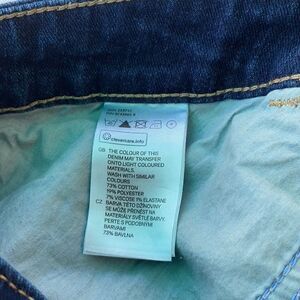 clevercare.info
GB THE COLOUR OF THIS
DENIM MAY TRANSFER
ONTO LIGHT COLOURED
MATERIALS.
WASH WITH SIMILAR
COLOURS
73% COTTON
19% POLYESTER
7% VISCOSE 1% ELASTANE
CZ BARVA TÉTO DŽÍNOVINY
SE MŮŽE PŘENÉST NA
MATERIÁLY SVĚTLÉ BARVY.
PERTE S PODOBNÝMI
BARVAMI
73% BAVLNA